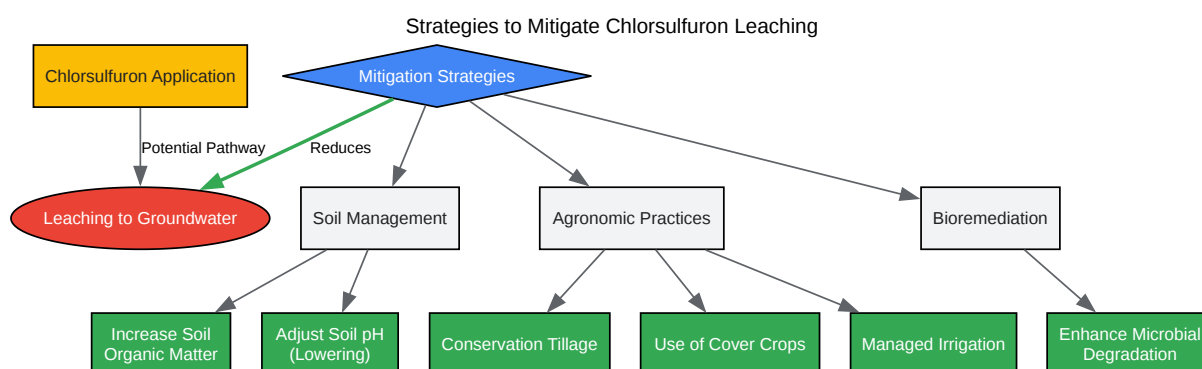 Strategies to Mitigate Chlorsulfuron Leaching
Chlorsulfuron Application
Mitigation Strategies
Potential Pathway
Reduces
Leaching to Groundwater
Soil Management
Agronomic Practices
Bioremediation
Increase Soil
Organic Matter
Adjust Soil pH
(Lowering)
Conservation Tillage
Use of Cover Crops
Managed Irrigation
Enhance Microbial
Degradation